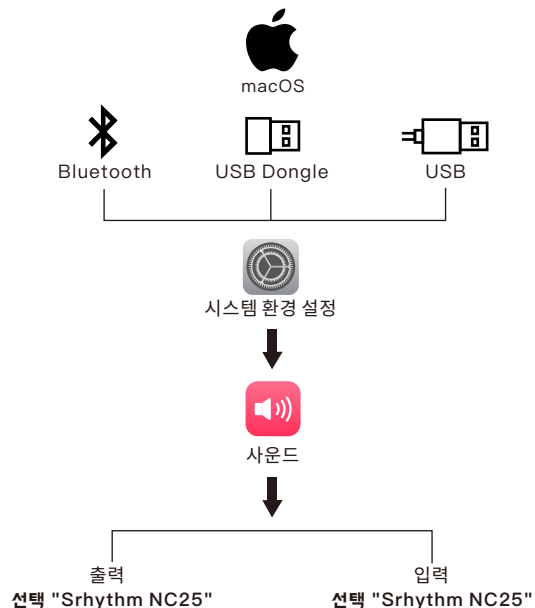 macOS
Bluetooth
USB Dongle
USB
시스템 환경 설정
사운드
출력
선택 "Srhythm NC25"
입력
선택 "Srhythm NC25"